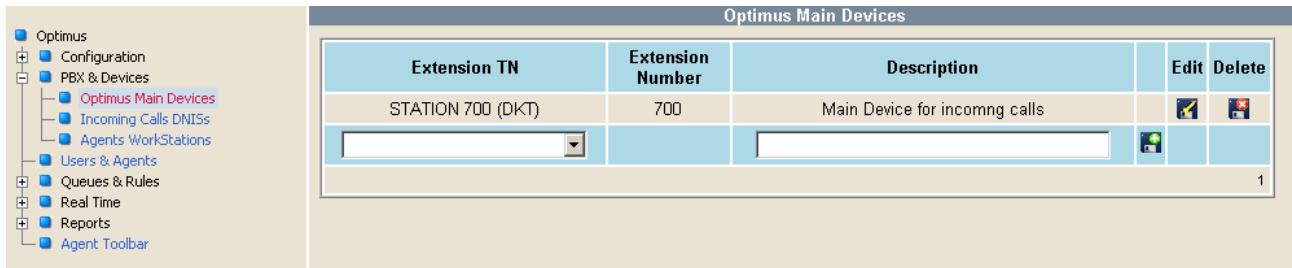 Optimus Main Devices
Optimus
Configuration
PBX & Devices
Optimus Main Devices
Incoming Calls DNISs
Agents WorkStations
Users & Agents
Queues & Rules
Real Time
Reports
Agent Toolbar
Extension TN Extension Number Description Edit Delete
STATION 700 (DKT) 700 Main Device for incomng calls
1